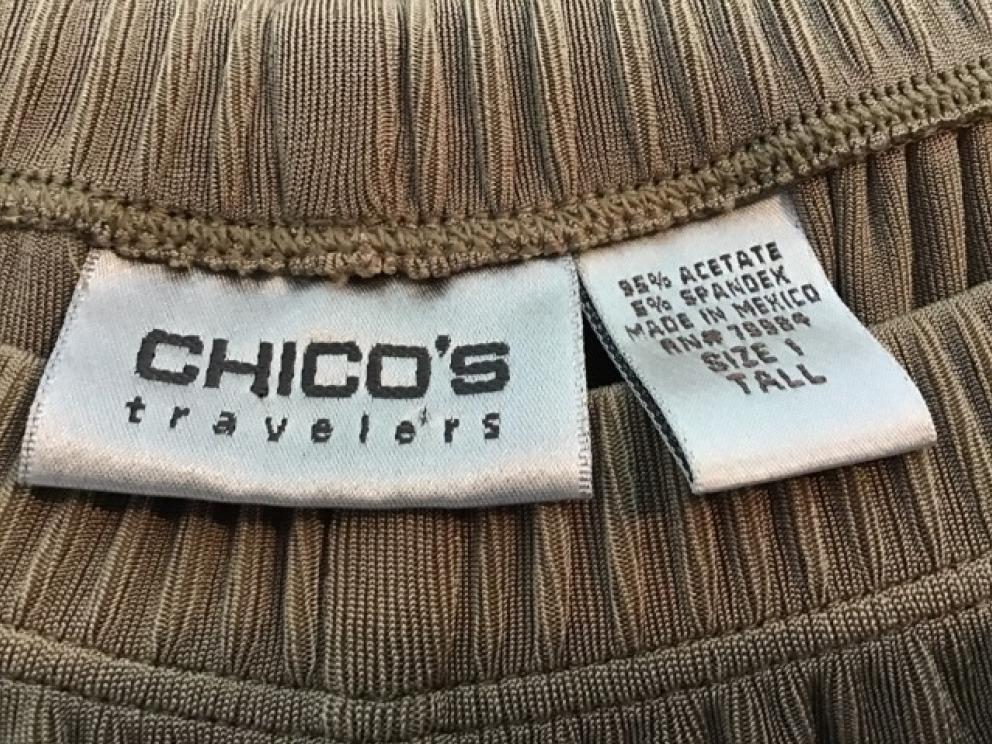 CHICO'S
travelers
95% ACETATE
5% SPANDEX
MADE IN MEXICO
RN# 79984
SIZE 1
TALL